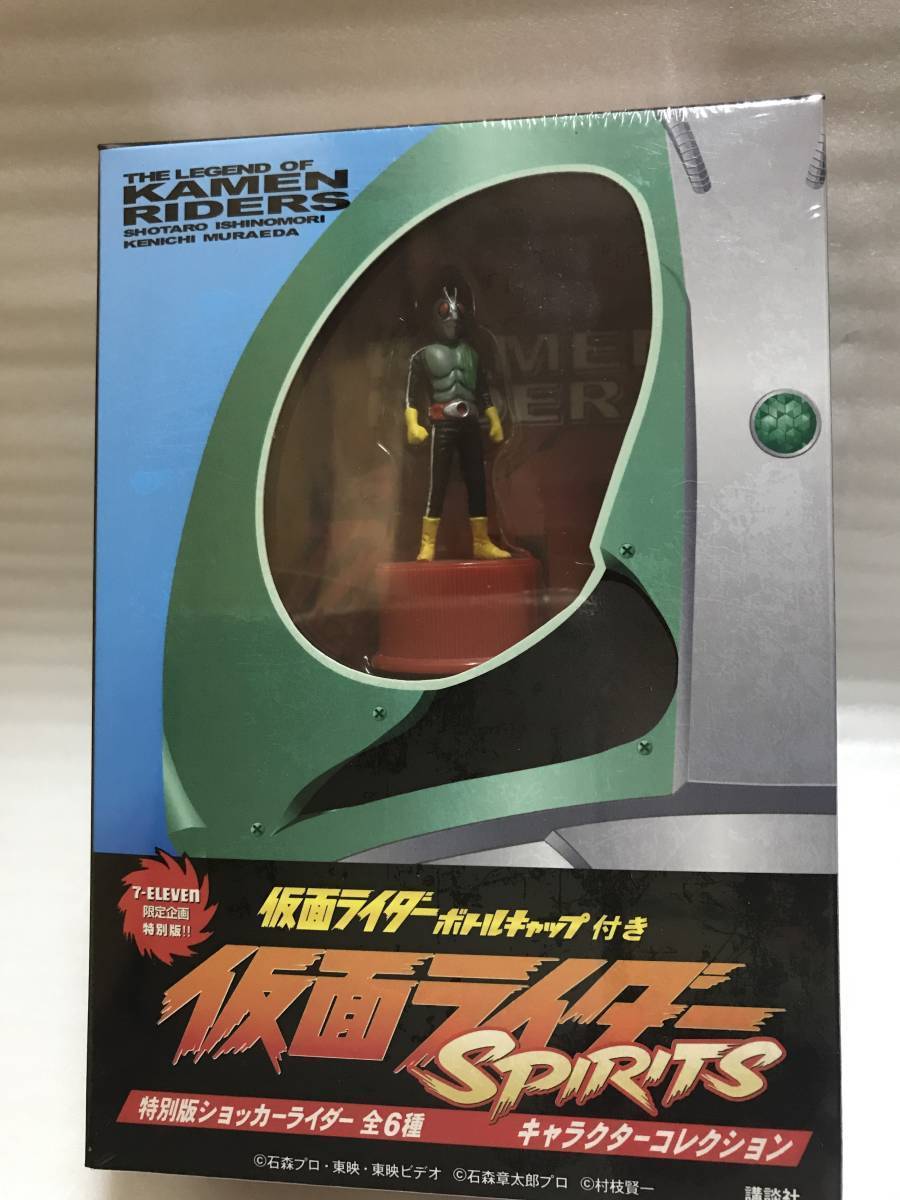 THE LEGEND OF
KAMEN
RIDERS
SHOTARO ISHINOMORI
KENICHI MURAEDA
KAMEN
RIDER
7-ELEVEN
限定企画
特別版!!
仮面ライダーボトルキャップ付き
仮面ライダー
SPIRITS
特別版ショッカーライダー 全6種
キャラクターコレクション
©石森プロ・東映・東映ビデオ ©石森章太郎プロ ©村枝賢一
講談社